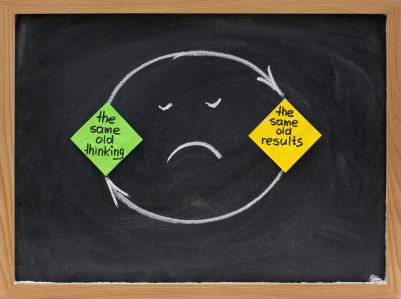 the
same
old
thinking
the
same
old
results